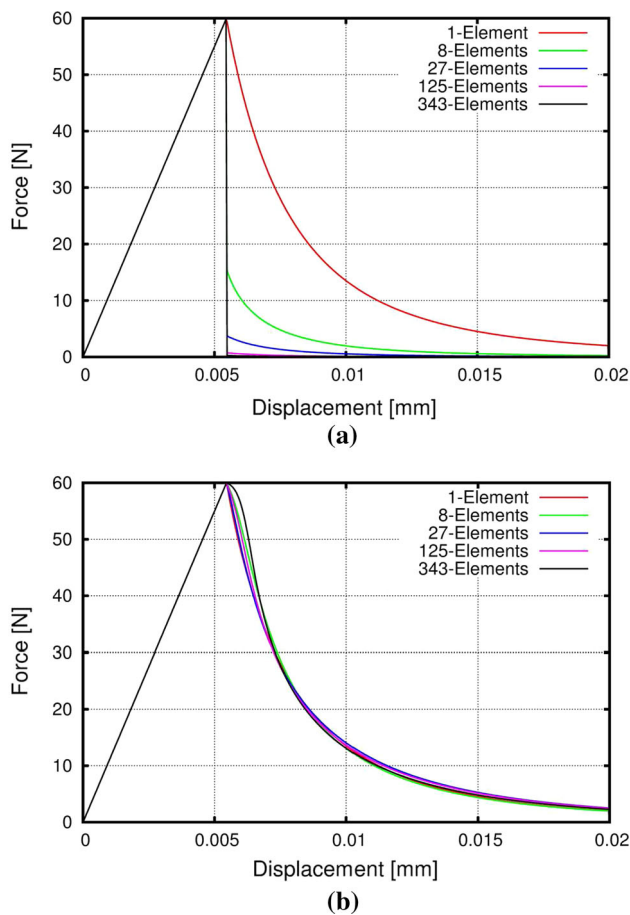 60
50
40
30
20
10
0
Force [N]
1-Element
8-Elements
27-Elements
125-Elements
343-Elements
0 0.005 0.01 0.015 0.02
Displacement [mm]
(a)
60
50
40
30
20
10
0
Force [N]
1-Element
8-Elements
27-Elements
125-Elements
343-Elements
0 0.005 0.01 0.015 0.02
Displacement [mm]
(b)